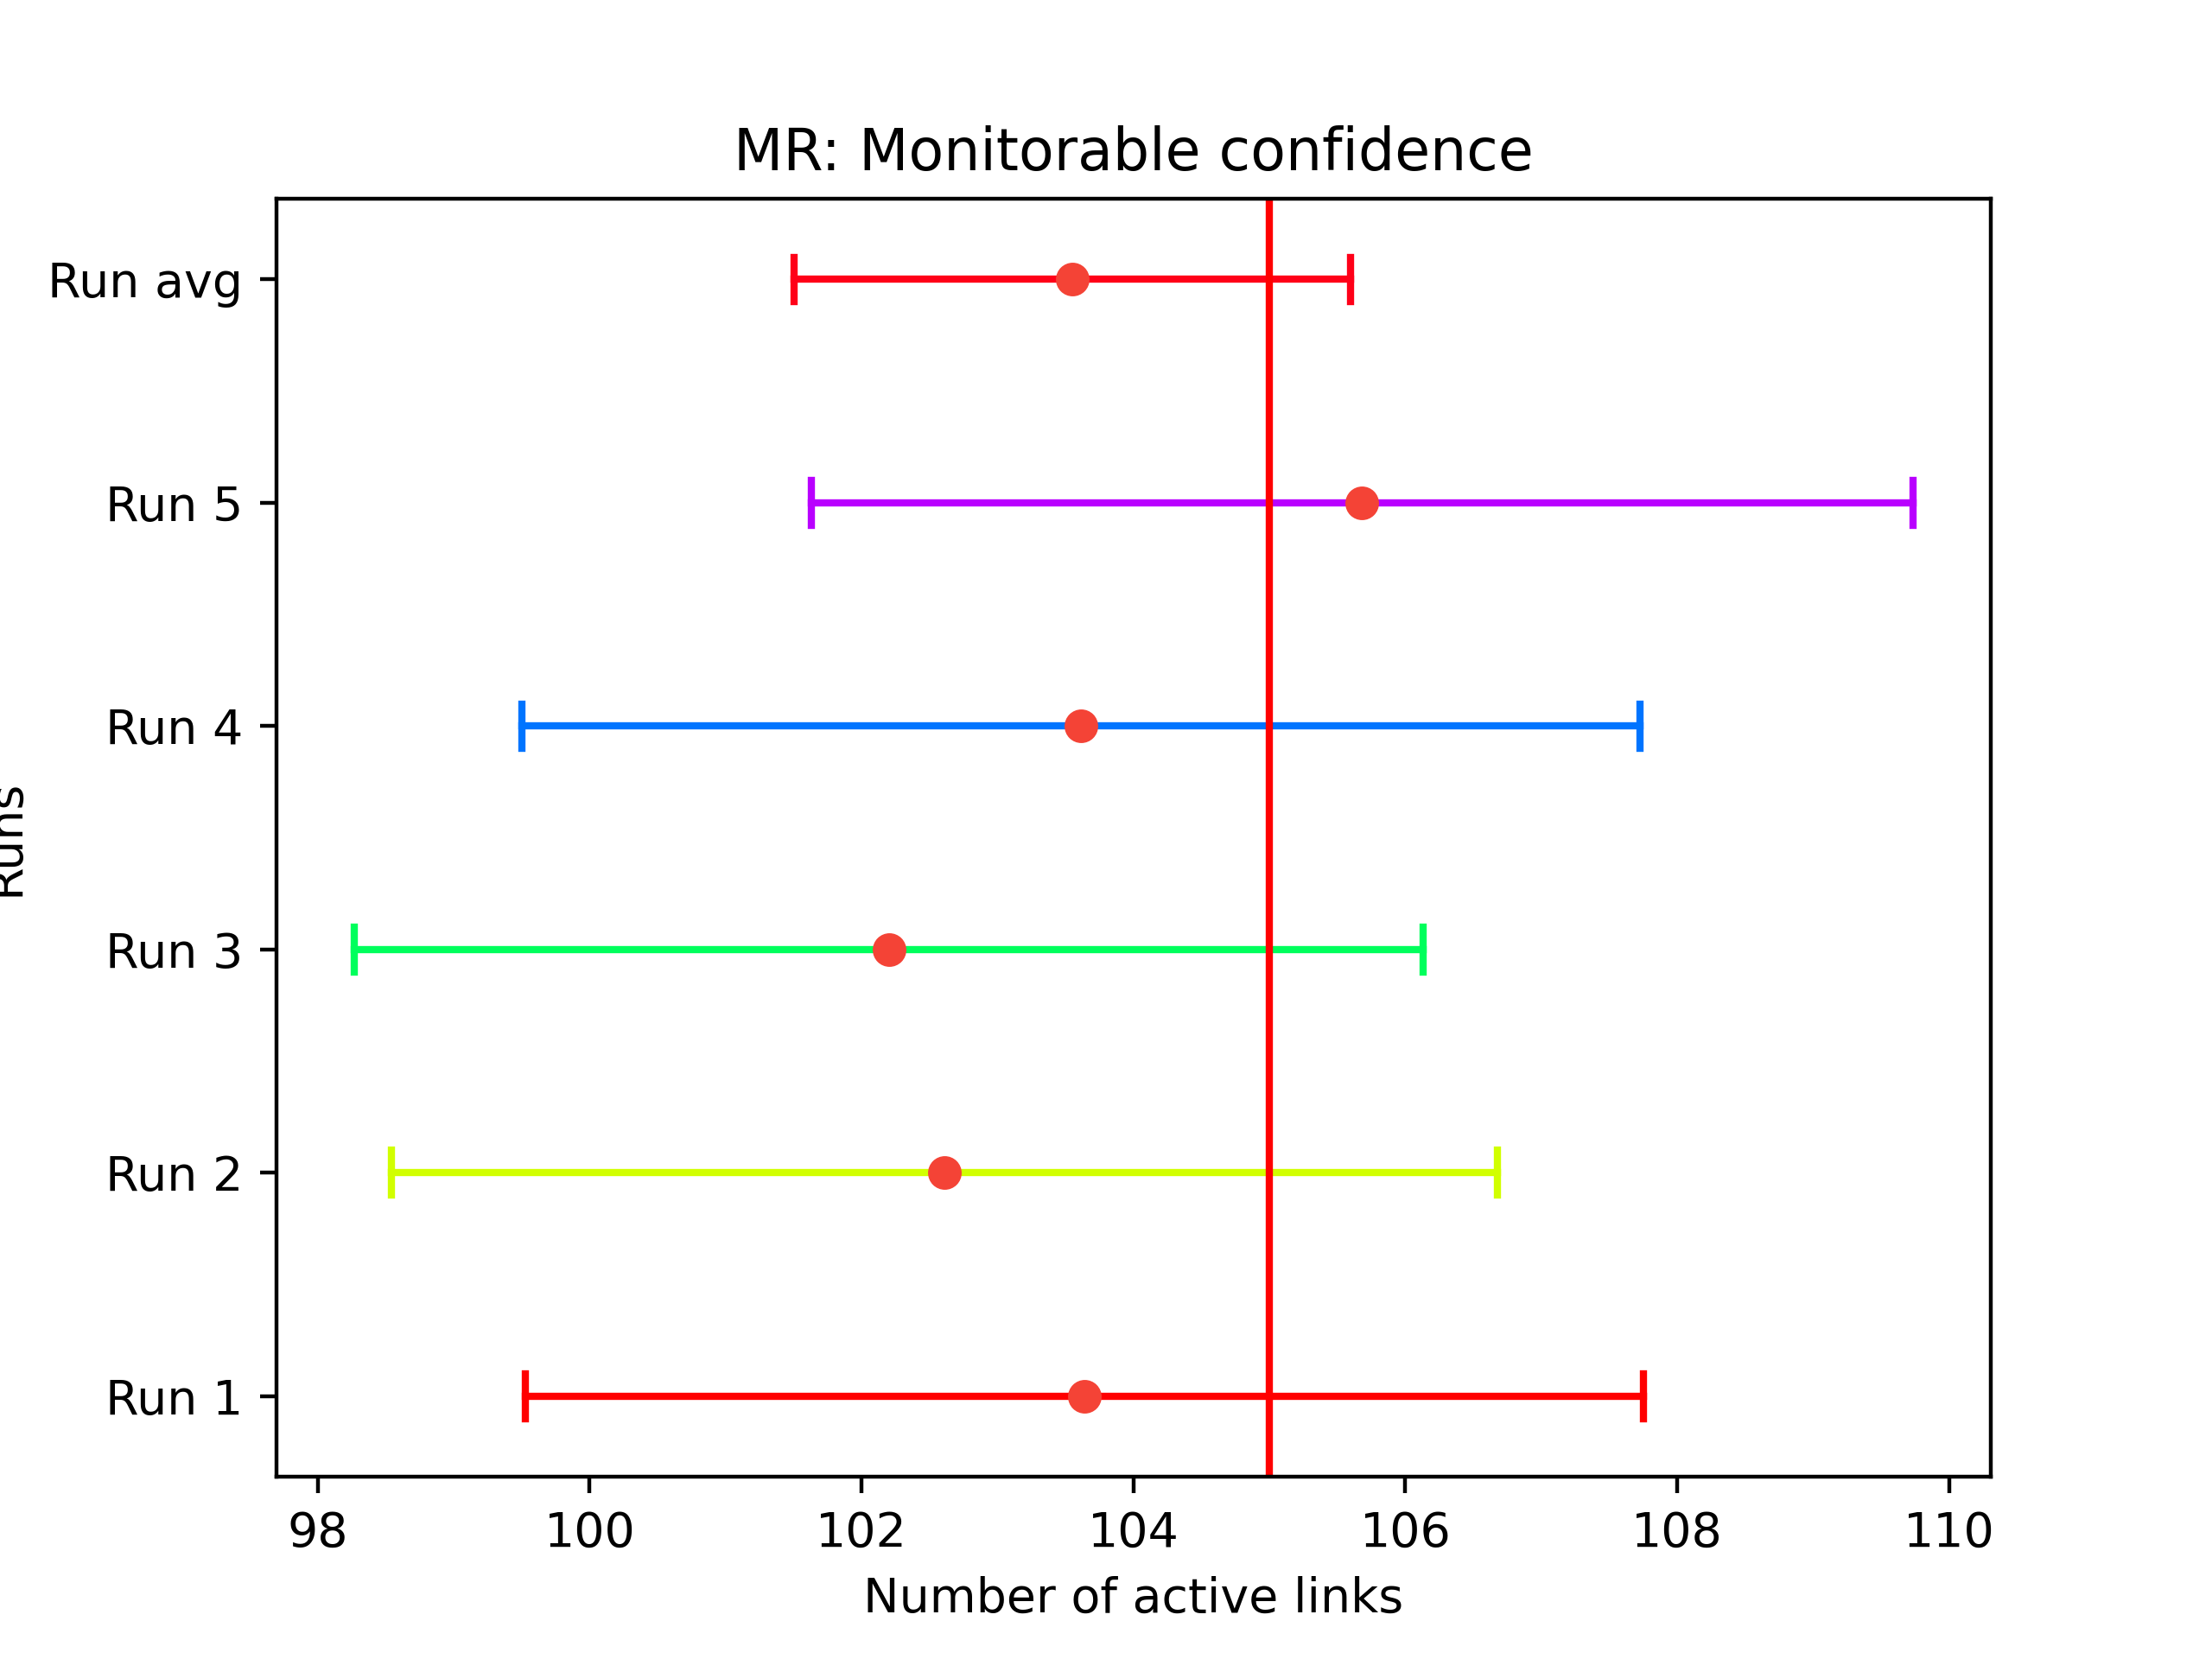 MR: Monitorable confidence
Run avg
Run 5
Run 4
Run 3
Runs
Run 2
Run 1
98 100 102 104 106 108 110
Number of active links